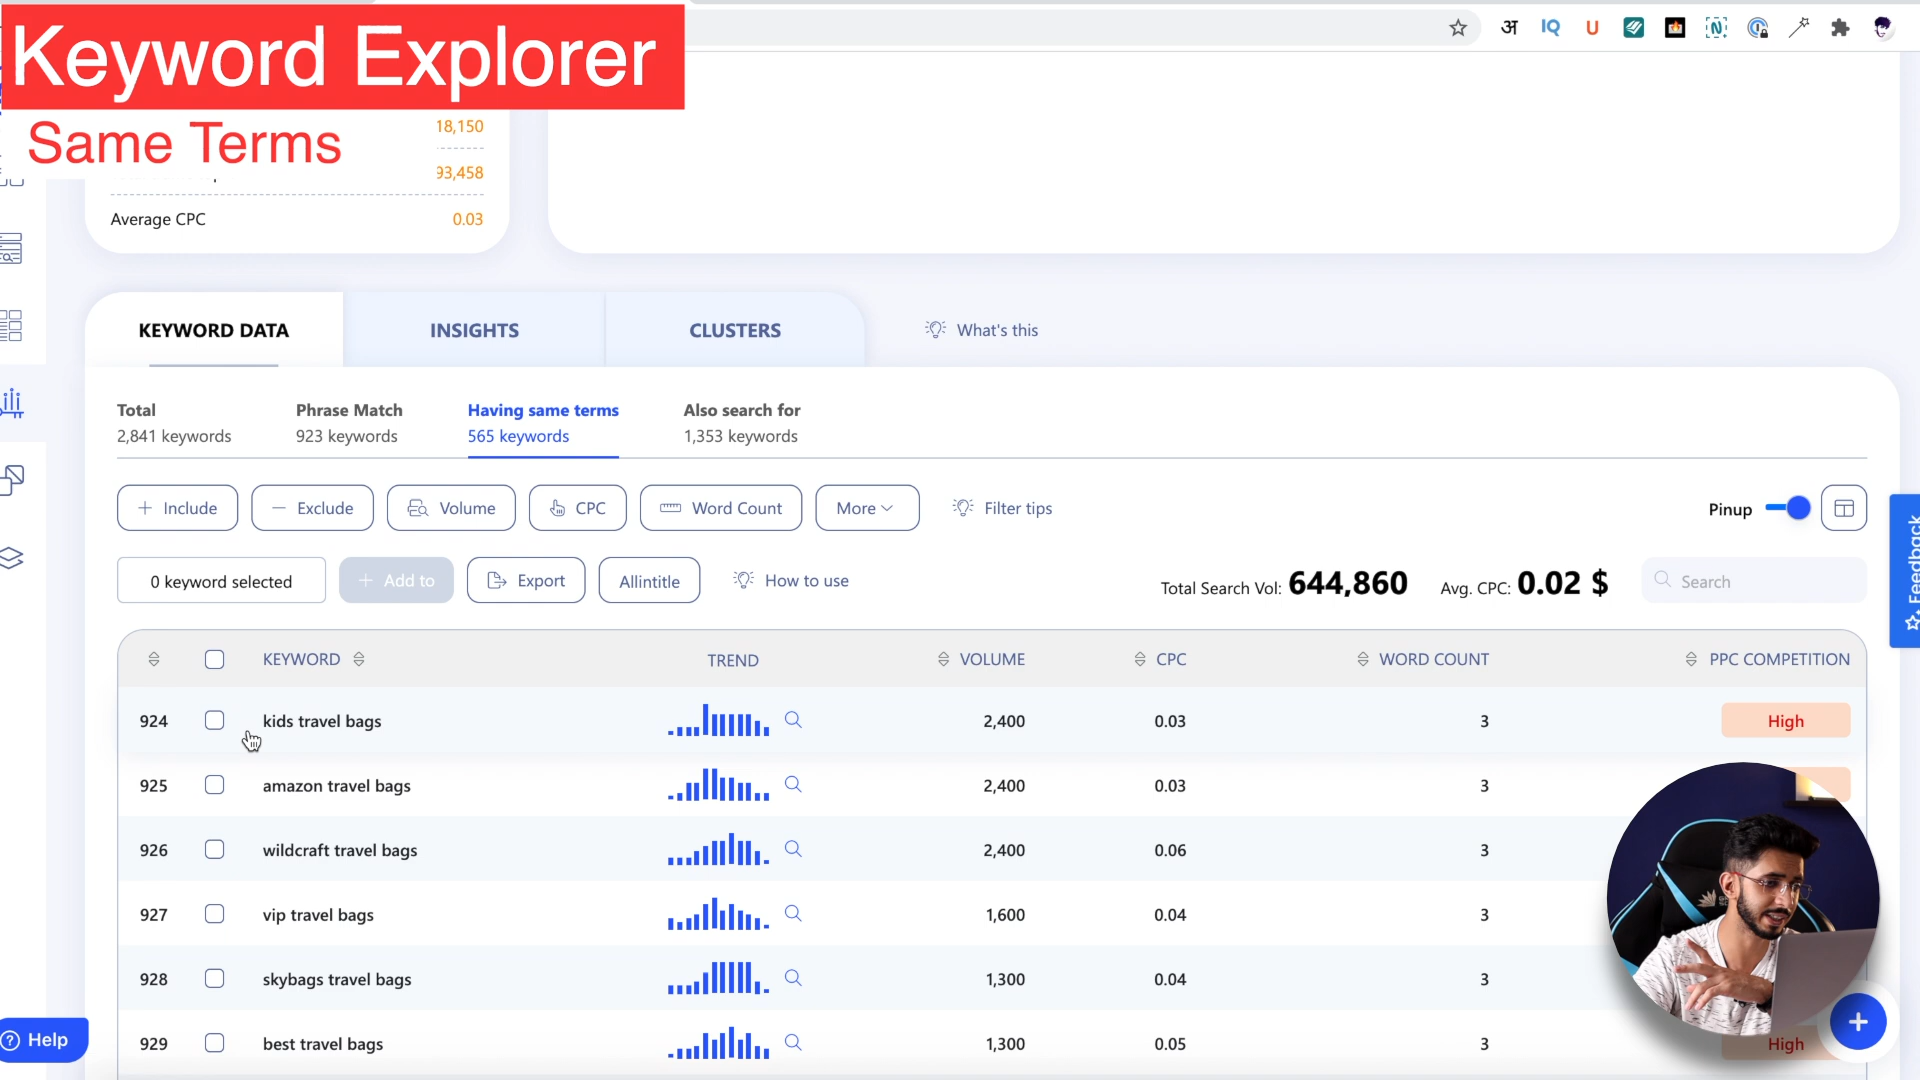 Keyword Explorer
Same Terms
18,150
93,458
Average CPC 0.03
KEYWORD DATA INSIGHTS CLUSTERS What's this
Total Phrase Match Having same terms Also search for
2,841 keywords 923 keywords 565 keywords 1,353 keywords
+ Include − Exclude Volume CPC Word Count More Filter tips Pinup
0 keyword selected + Add to Export Allintitle How to use Total Search Vol: 644,860 Avg. CPC: 0.02 $ Search
Feedback
KEYWORD TREND VOLUME CPC WORD COUNT PPC COMPETITION
924 kids travel bags 2,400 0.03 3 High
925 amazon travel bags 2,400 0.03 3
926 wildcraft travel bags 2,400 0.06 3
927 vip travel bags 1,600 0.04 3
928 skybags travel bags 1,300 0.04 3
929 best travel bags 1,300 0.05 3 High
? Help
अ IQ U N